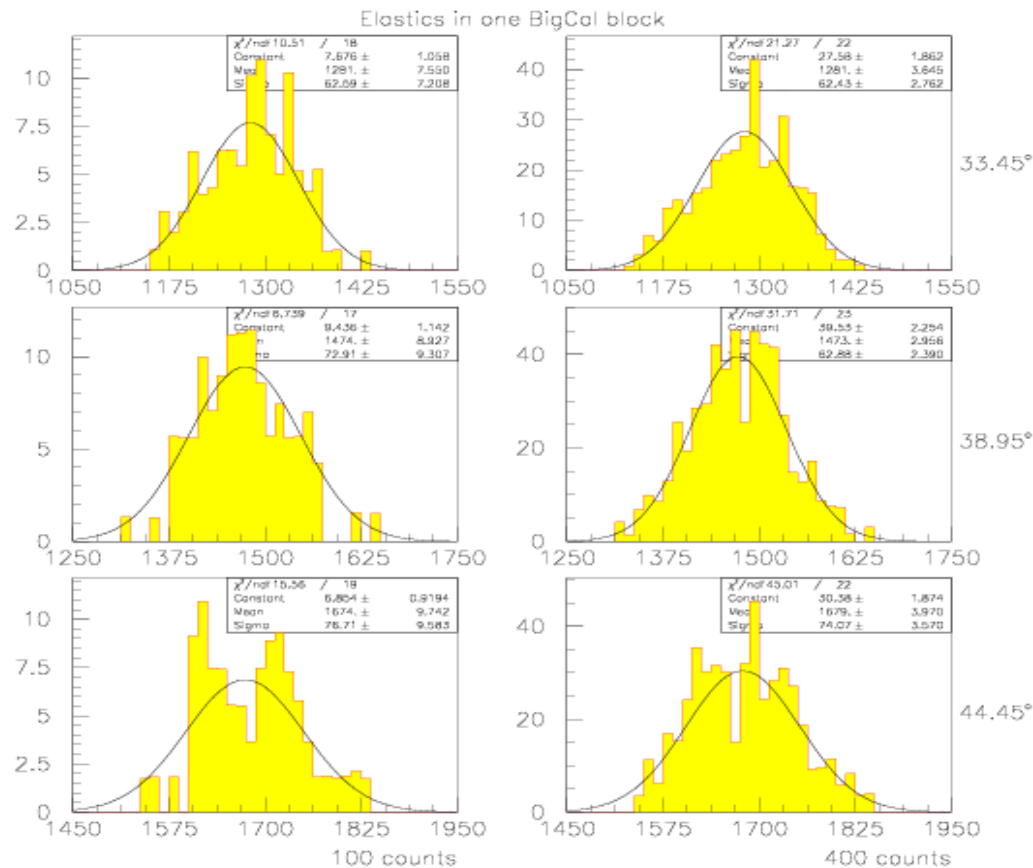 Elastics in one BigCal block
χ²/ndf 10.51 / 18
Constant 7.676 ± 1.058
Mean 1281. ± 7.550
Sigma 62.59 ± 7.208
10
7.5
5
2.5
0
1050 1175 1300 1425 1550
χ²/ndf 21.27 / 22
Constant 27.58 ± 1.862
1281. ± 3.645
62.43 ± 2.762
40
30
20
10
0
1050 1175 1300 1425 1550
33.45°
χ²/ndf 6.739 / 17
Constant 9.436 ± 1.142
1474. ± 8.927
72.91 ± 9.307
10
5
0
1250 1375 1500 1625 1750
χ²/ndf 31.71 / 23
Constant 39.53 ± 2.254
1473. ± 2.956
62.88 ± 2.390
40
20
0
1250 1375 1500 1625 1750
38.95°
χ²/ndf 15.56 / 19
Constant 6.854 ± 0.9194
Mean 1674. ± 9.742
Sigma 76.71 ± 9.583
10
7.5
5
2.5
0
1450 1575 1700 1825 1950
100 counts
χ²/ndf 45.01 / 22
Constant 30.38 ± 1.874
Mean 1679. ± 3.970
74.07 ± 3.570
40
20
0
1450 1575 1700 1825 1950
400 counts
44.45°